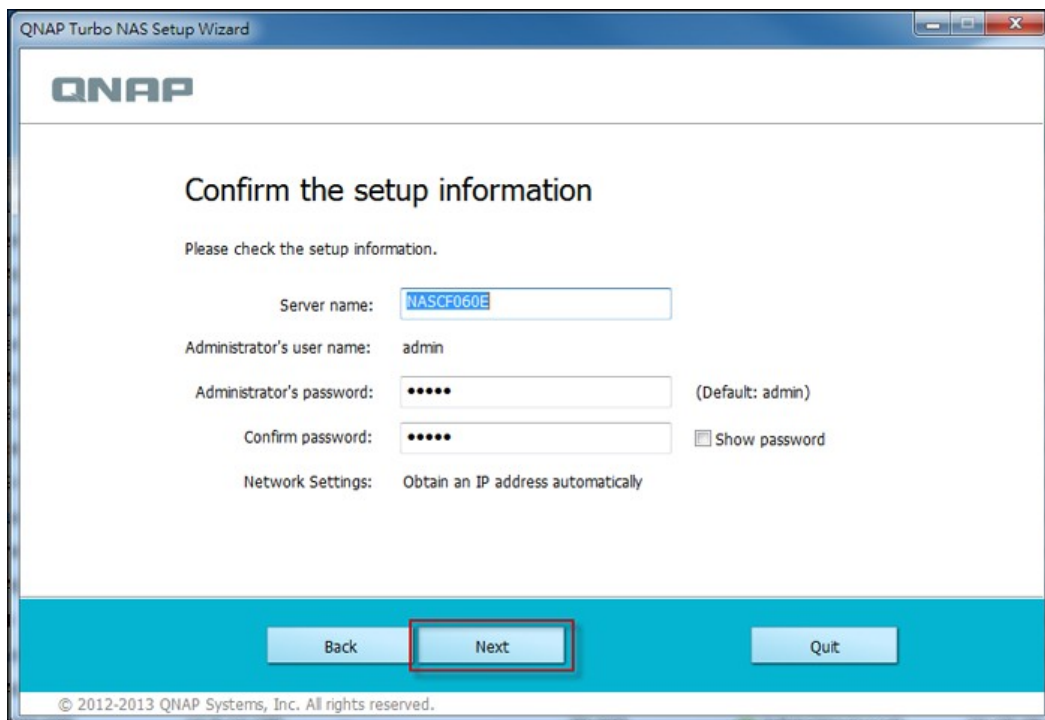 QNAP Turbo NAS Setup Wizard
QNAP
Confirm the setup information
Please check the setup information.
Server name: NASCF060E
Administrator's user name: admin
Administrator's password: ••••• (Default: admin)
Confirm password: ••••• Show password
Network Settings: Obtain an IP address automatically
Back Next Quit
© 2012-2013 QNAP Systems, Inc. All rights reserved.